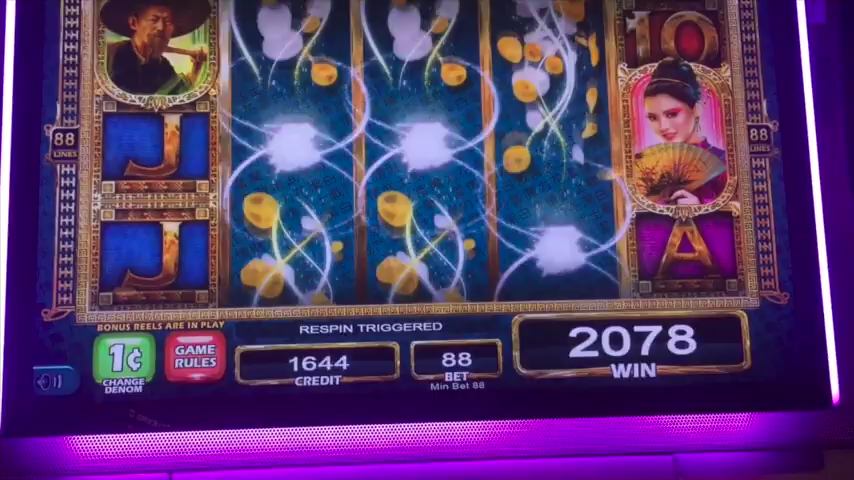 10
J
88
LINES
88
LINES
J
A
BONUS REELS ARE IN PLAY
RESPIN TRIGGERED
1¢
CHANGE
DENOM
GAME
RULES
1644
CREDIT
88
BET
Min Bet 88
2078
WIN